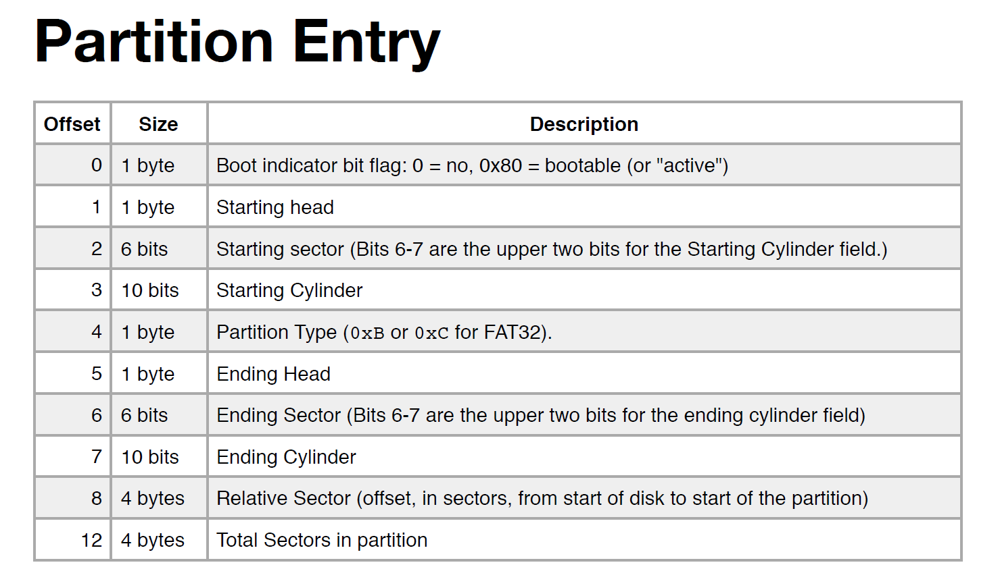 Partition Entry
Offset Size Description
0 1 byte Boot indicator bit flag: 0 = no, 0x80 = bootable (or "active")
1 1 byte Starting head
2 6 bits Starting sector (Bits 6-7 are the upper two bits for the Starting Cylinder field.)
3 10 bits Starting Cylinder
4 1 byte Partition Type (0xB or 0xC for FAT32).
5 1 byte Ending Head
6 6 bits Ending Sector (Bits 6-7 are the upper two bits for the ending cylinder field)
7 10 bits Ending Cylinder
8 4 bytes Relative Sector (offset, in sectors, from start of disk to start of the partition)
12 4 bytes Total Sectors in partition